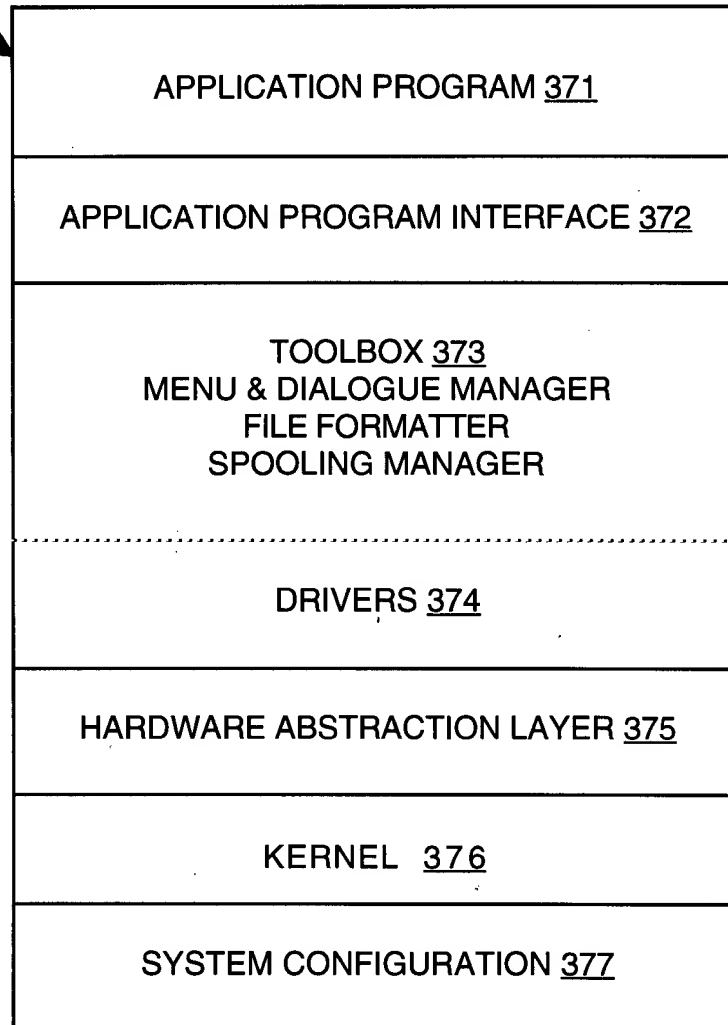 APPLICATION PROGRAM 371
APPLICATION PROGRAM INTERFACE 372
TOOLBOX 373
MENU & DIALOGUE MANAGER
FILE FORMATTER
SPOOLING MANAGER
DRIVERS 374
HARDWARE ABSTRACTION LAYER 375
KERNEL 376
SYSTEM CONFIGURATION 377